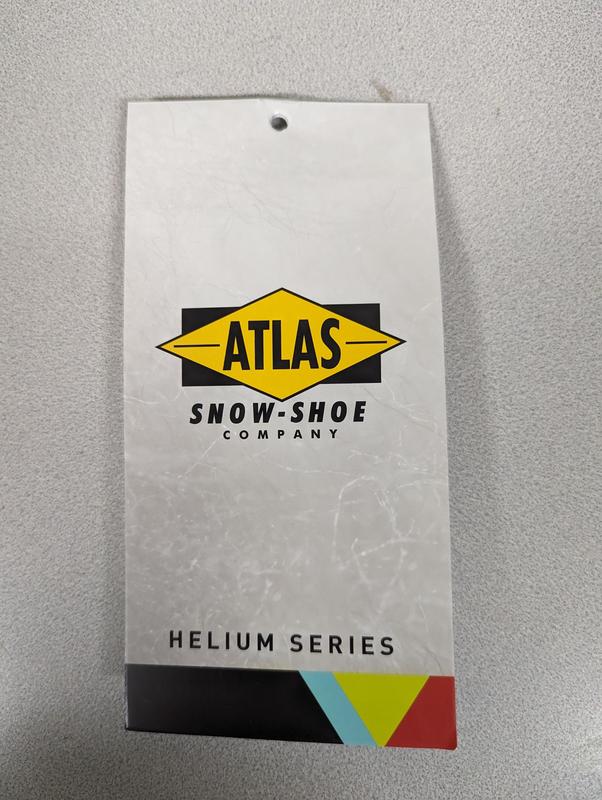 ATLAS
SNOW-SHOE
COMPANY
HELIUM SERIES